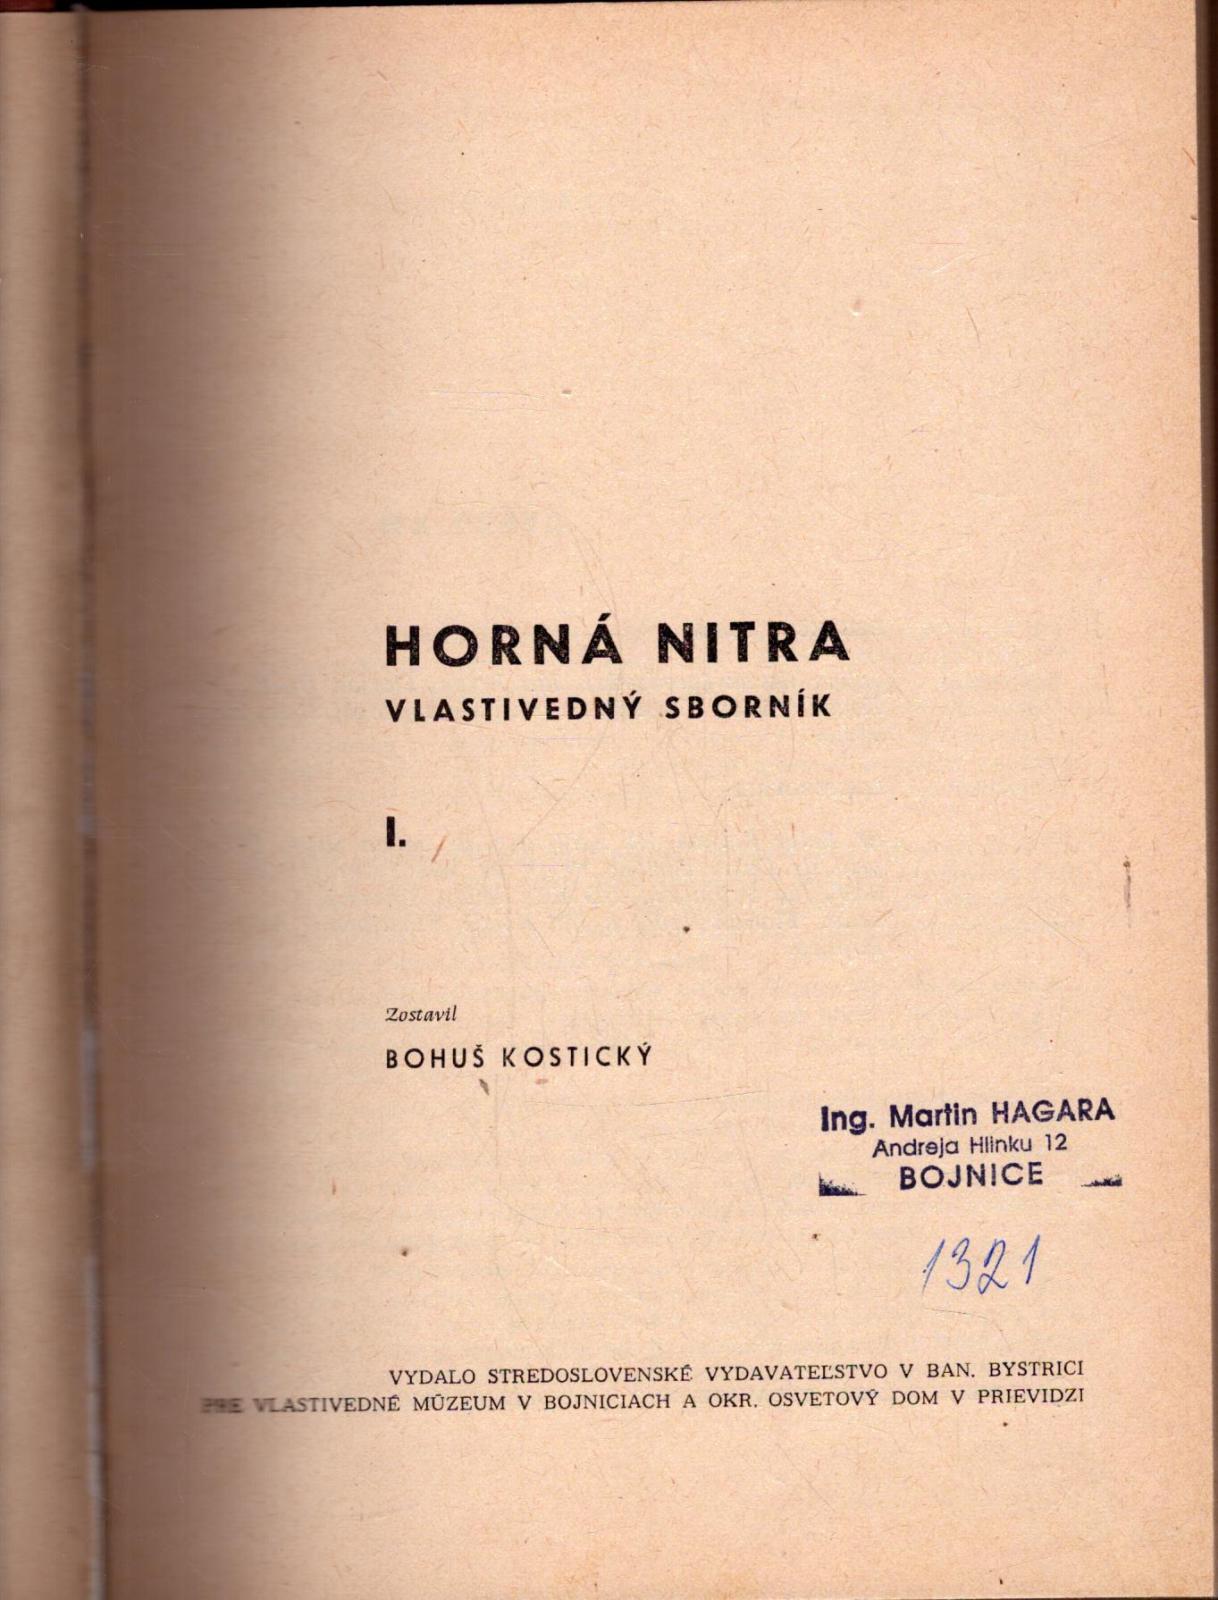 HORNÁ NITRA
VLASTIVEDNÝ SBORNÍK
I.
Zostavil
BOHUŠ KOSTICKÝ
Ing. Martin HAGARA
Andreja Hlinku 12
BOJNICE
1321
VYDALO STREDOSLOVENSKÉ VYDAVATEĽSTVO V BAN. BYSTRICI
PRE VLASTIVEDNÉ MÚZEUM V BOJNICIACH A OKR. OSVETOVÝ DOM V PRIEVIDZI